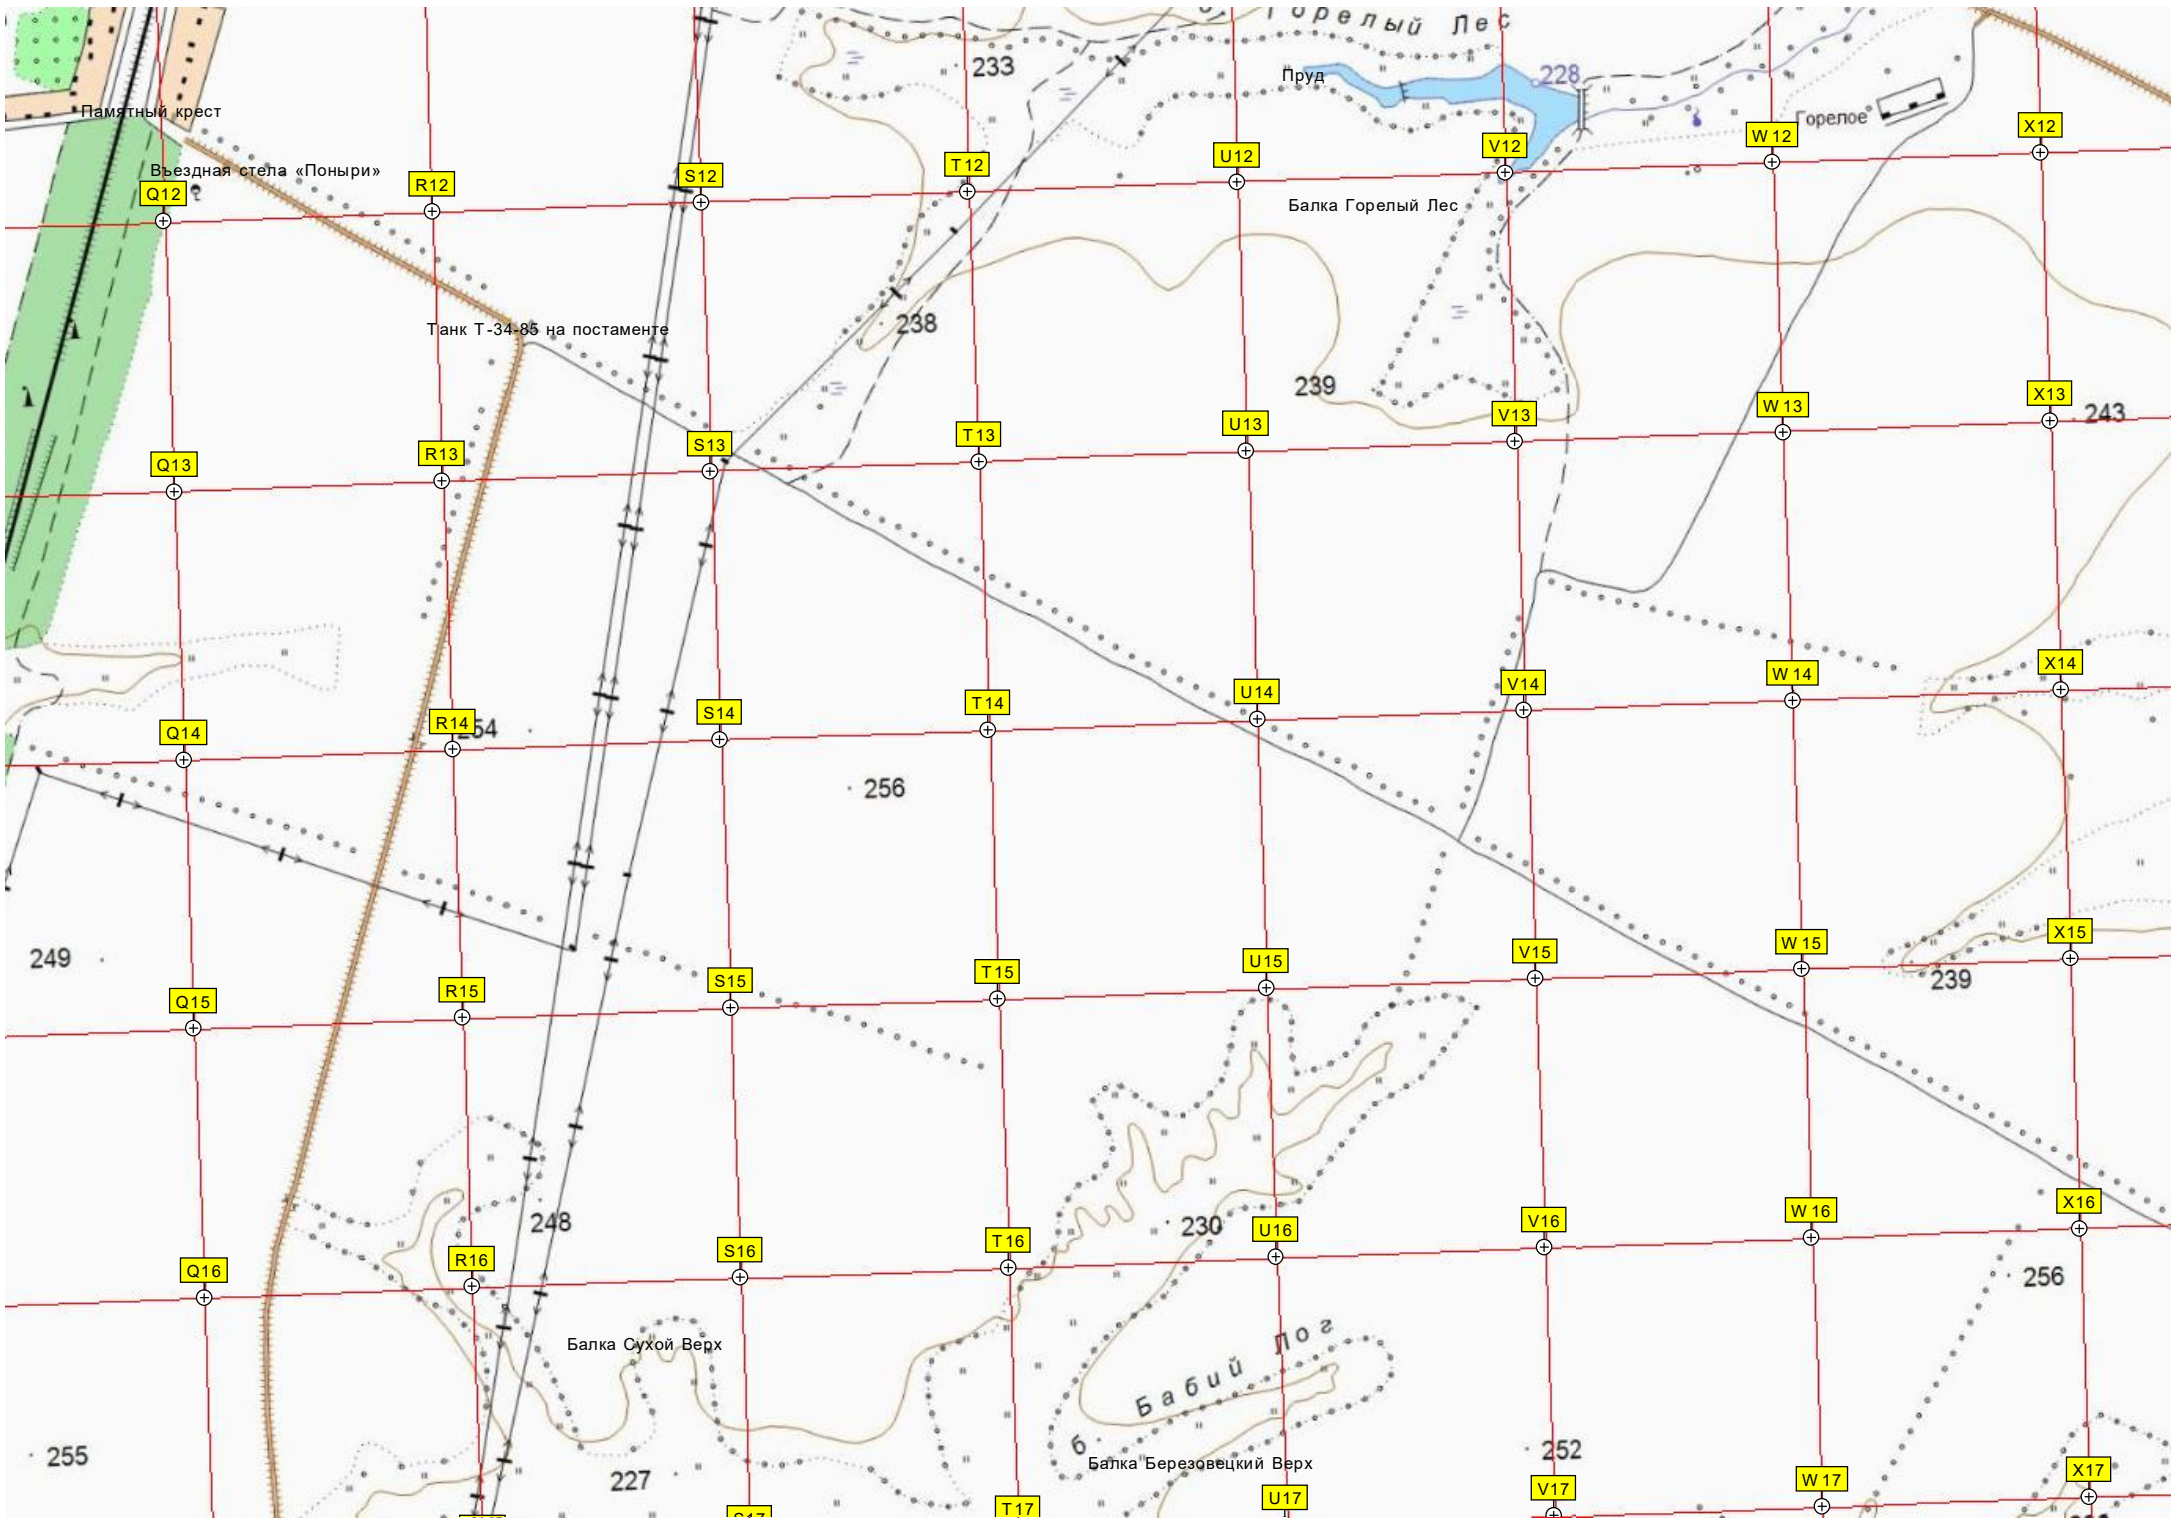 Горелый Лес
233
Пруд
228
Памятный крест
Горелое
X12
W12
V12
U12
T12
Въездная стела «Поныри»
S12
R12
Q12
Балка Горелый Лес
238
Танк Т-34-85 на постаменте
239
X13
243
W13
V13
U13
T13
S13
R13
Q13
X14
W14
V14
U14
T14
S14
R14
254
Q14
256
X15
W15
V15
U15
249
T15
239
S15
R15
Q15
X16
W16
V16
248
230
U16
T16
S16
R16
Q16
256
Балка Сухой Верх
б. Бабий Лог
255
252
Балка Березовецкий Верх
227
X17
W17
V17
U17
T17
S17